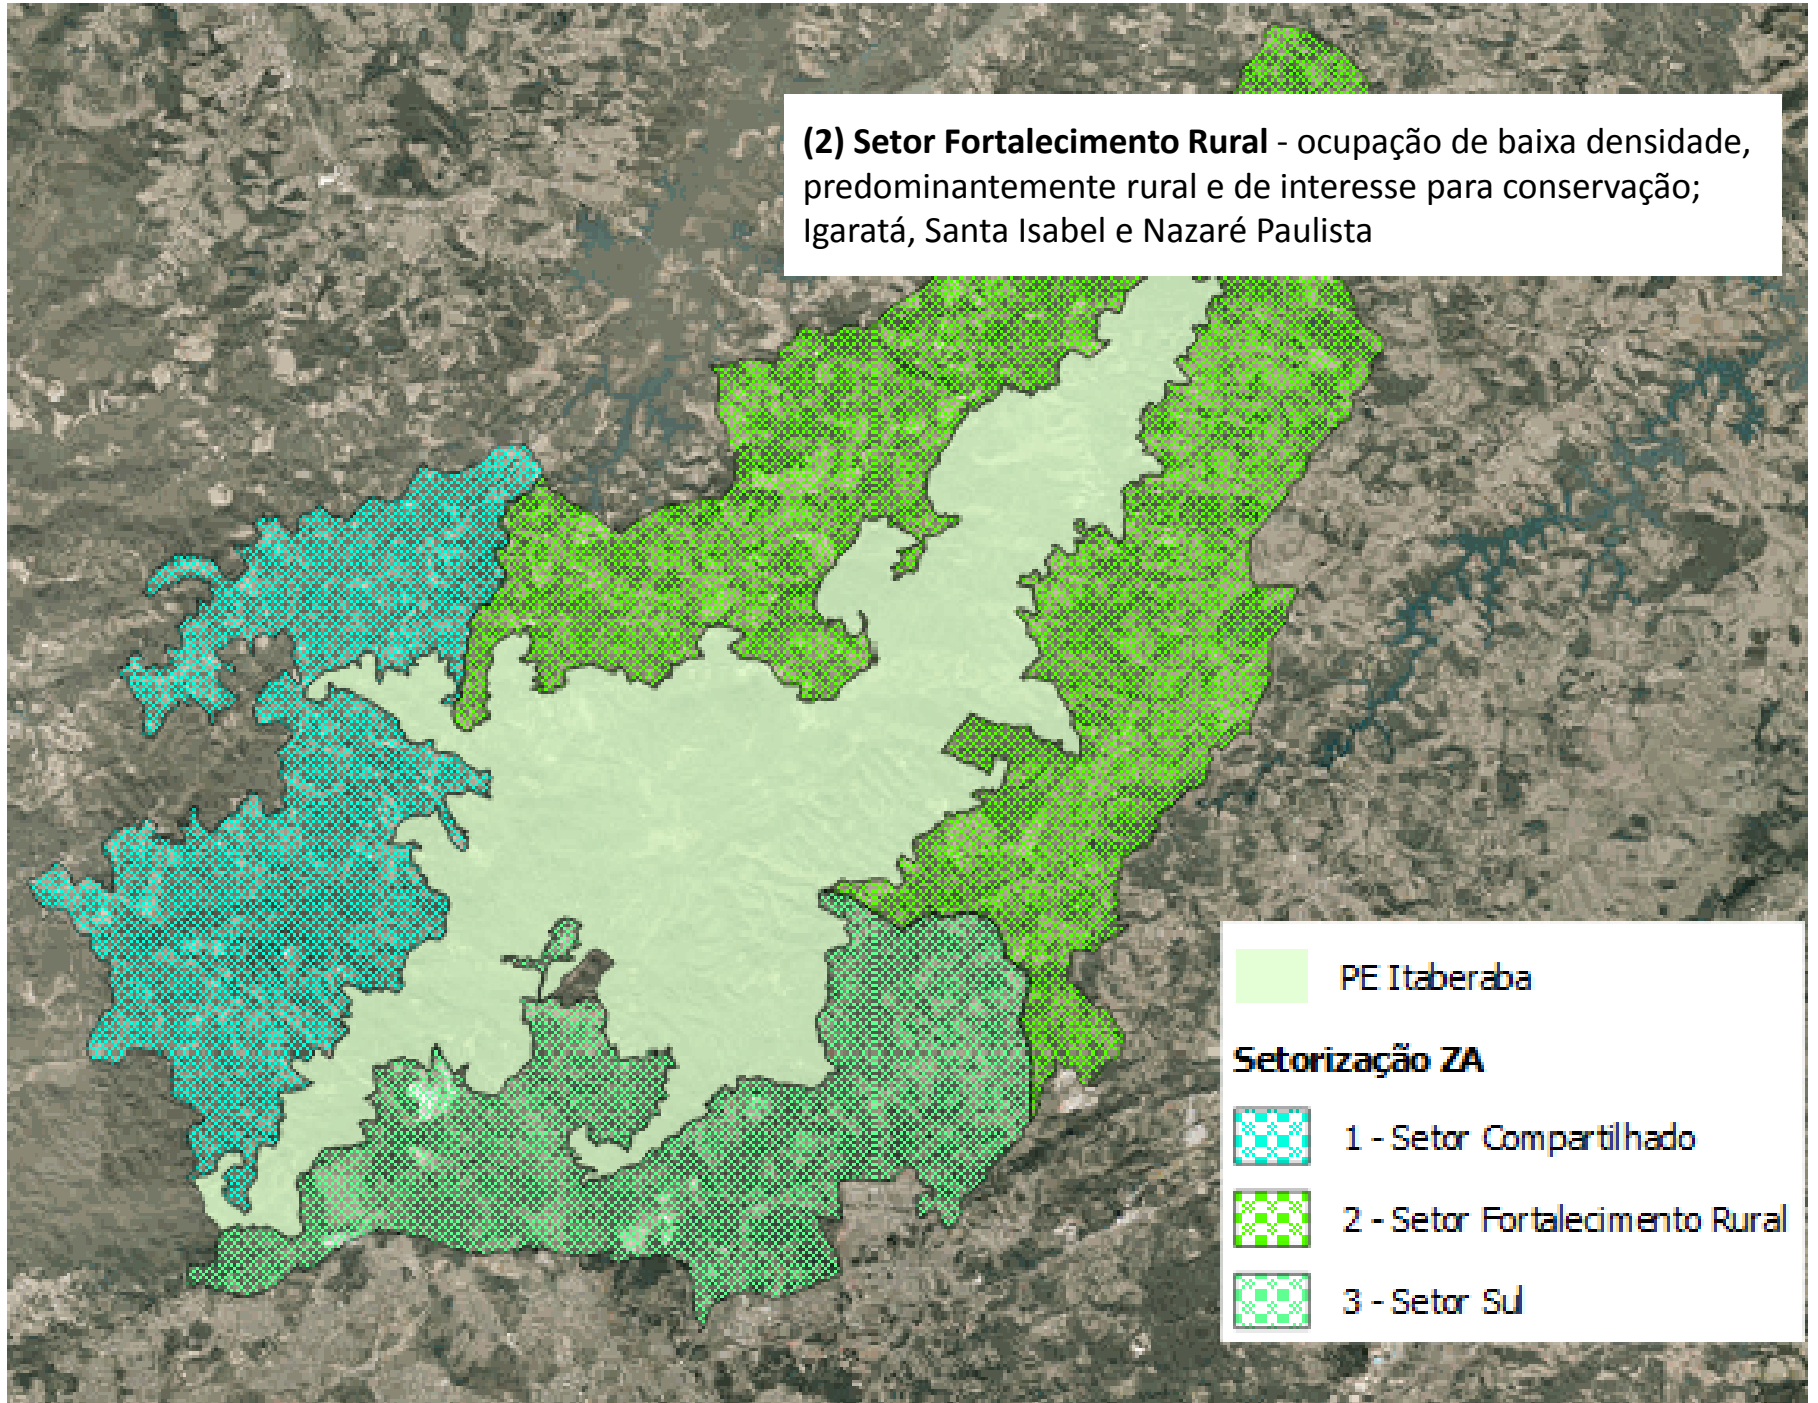 (2) Setor Fortalecimento Rural - ocupação de baixa densidade,
predominantemente rural e de interesse para conservação;
Igaratá, Santa Isabel e Nazaré Paulista
PE Itaberaba
Setorização ZA
1 - Setor Compartilhado
2 - Setor Fortalecimento Rural
3 - Setor Sul